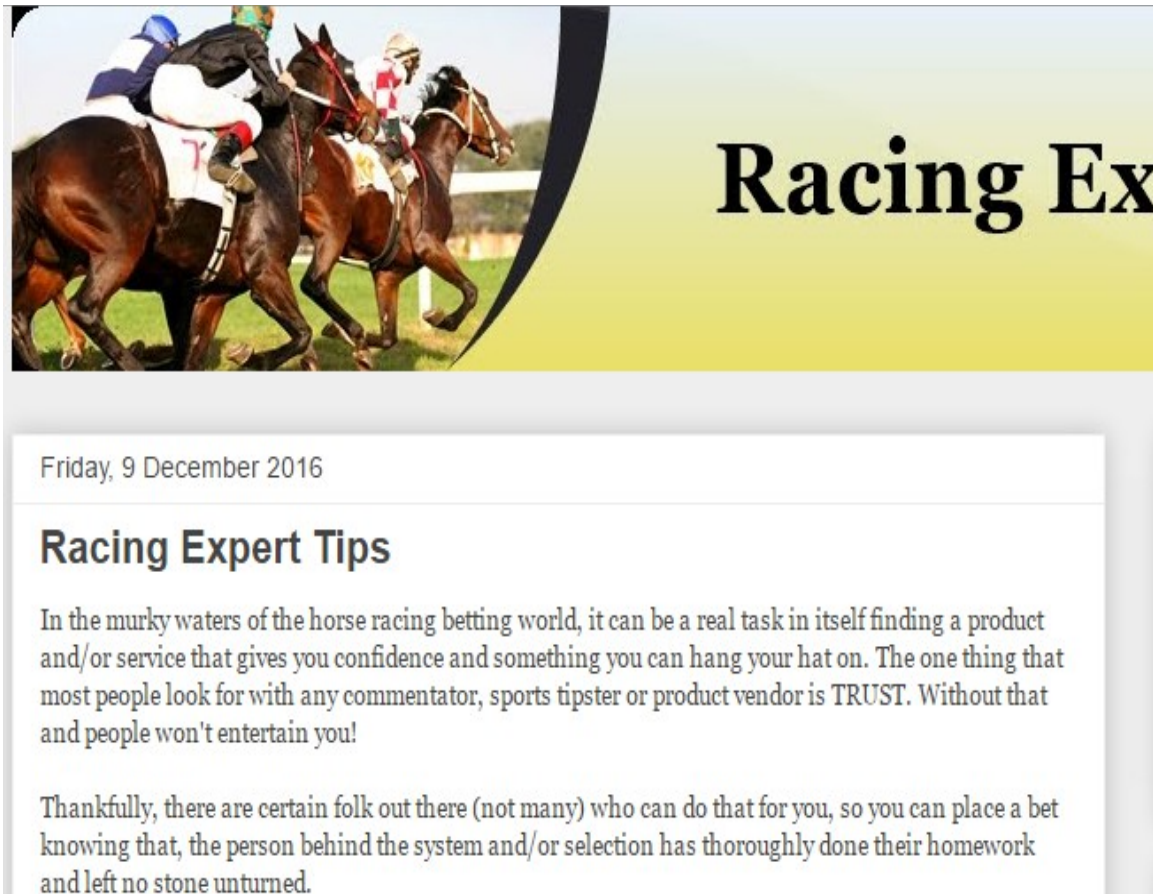 Racing Ex
Friday, 9 December 2016
Racing Expert Tips
In the murky waters of the horse racing betting world, it can be a real task in itself finding a product
and/or service that gives you confidence and something you can hang your hat on. The one thing that
most people look for with any commentator, sports tipster or product vendor is TRUST. Without that
and people won't entertain you!
Thankfully, there are certain folk out there (not many) who can do that for you, so you can place a bet
knowing that, the person behind the system and/or selection has thoroughly done their homework
and left no stone unturned.